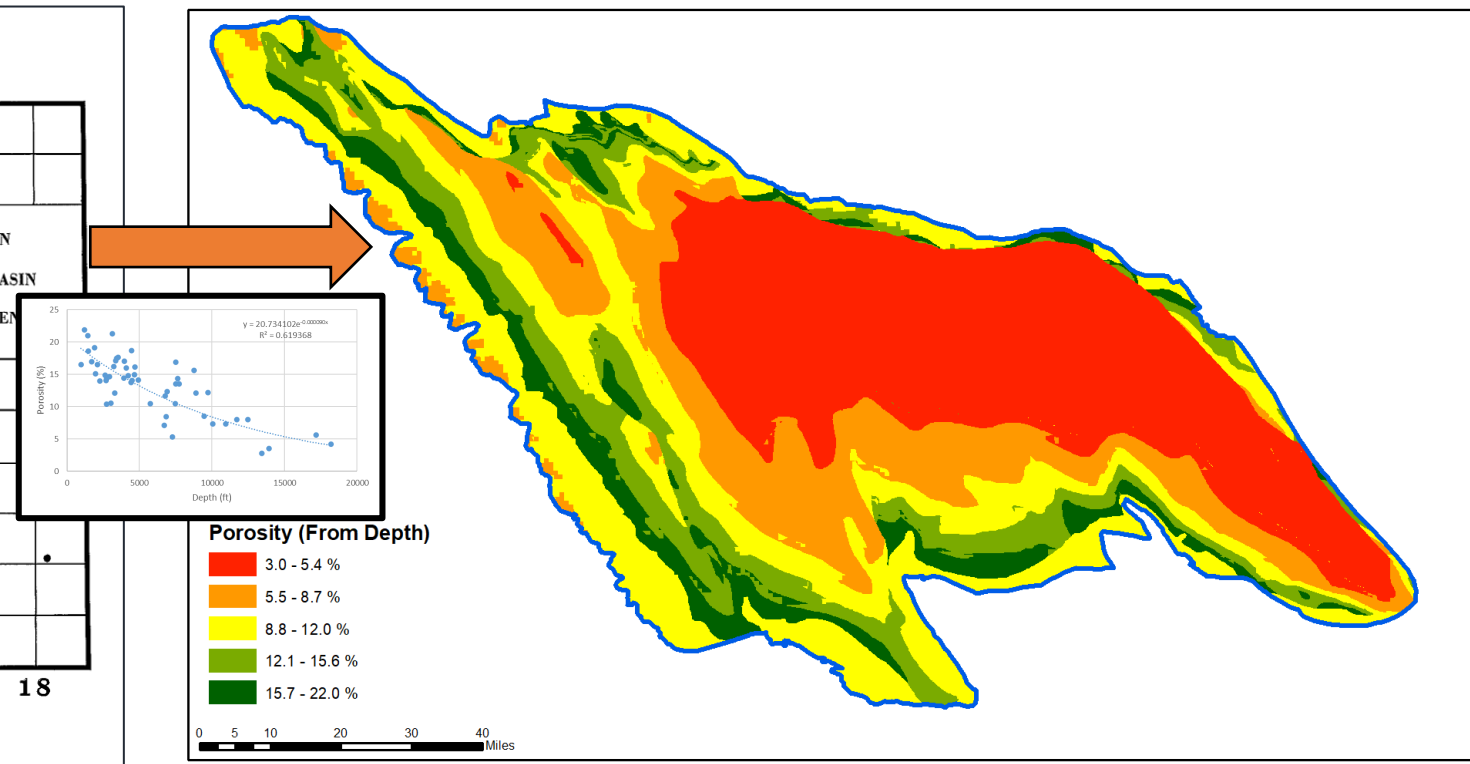 N
ASIN
EN
18
25
20
15
10
5
0
Porosity (%)
y = 20.734102e^-0.000090x
R² = 0.619368
0 5000 10000 15000 20000
Depth (ft)
Porosity (From Depth)
3.0 - 5.4 %
5.5 - 8.7 %
8.8 - 12.0 %
12.1 - 15.6 %
15.7 - 22.0 %
0 5 10 20 30 40
Miles